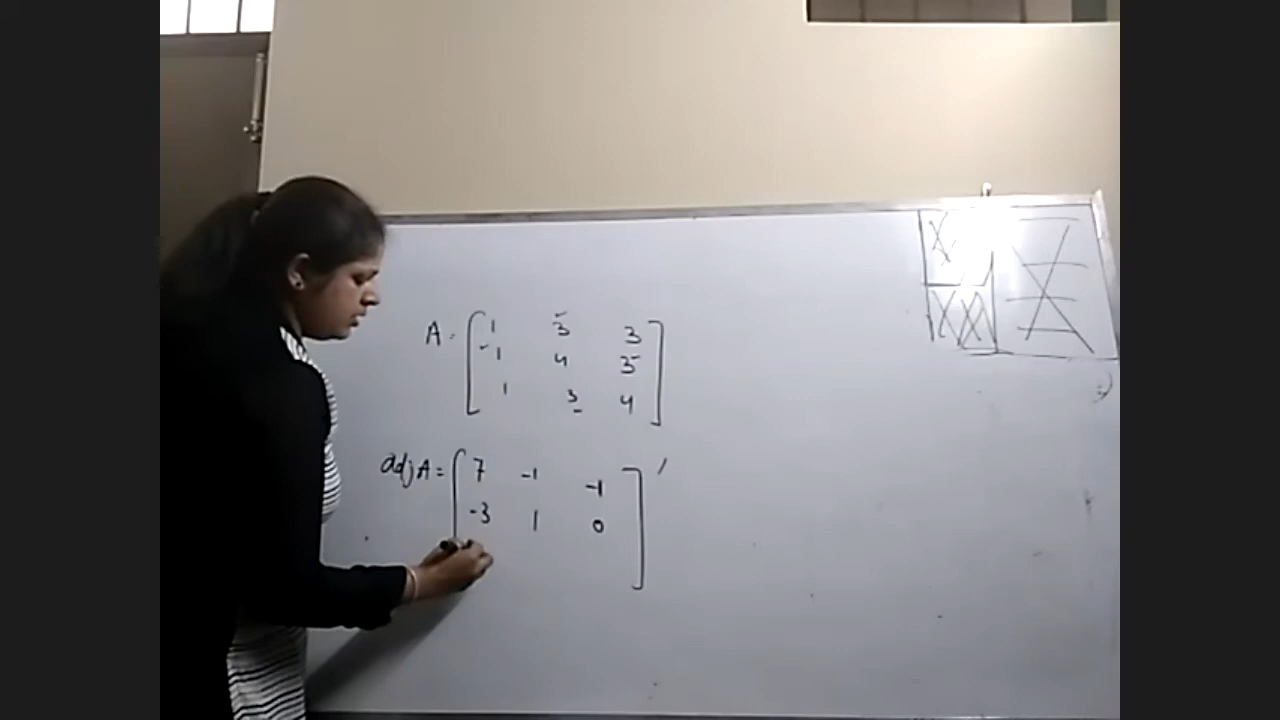 A = [ 1 3 3
1 4 3
1 3 4 ]
adj A = [ 7 -1 -1
-3 1 0 ]'